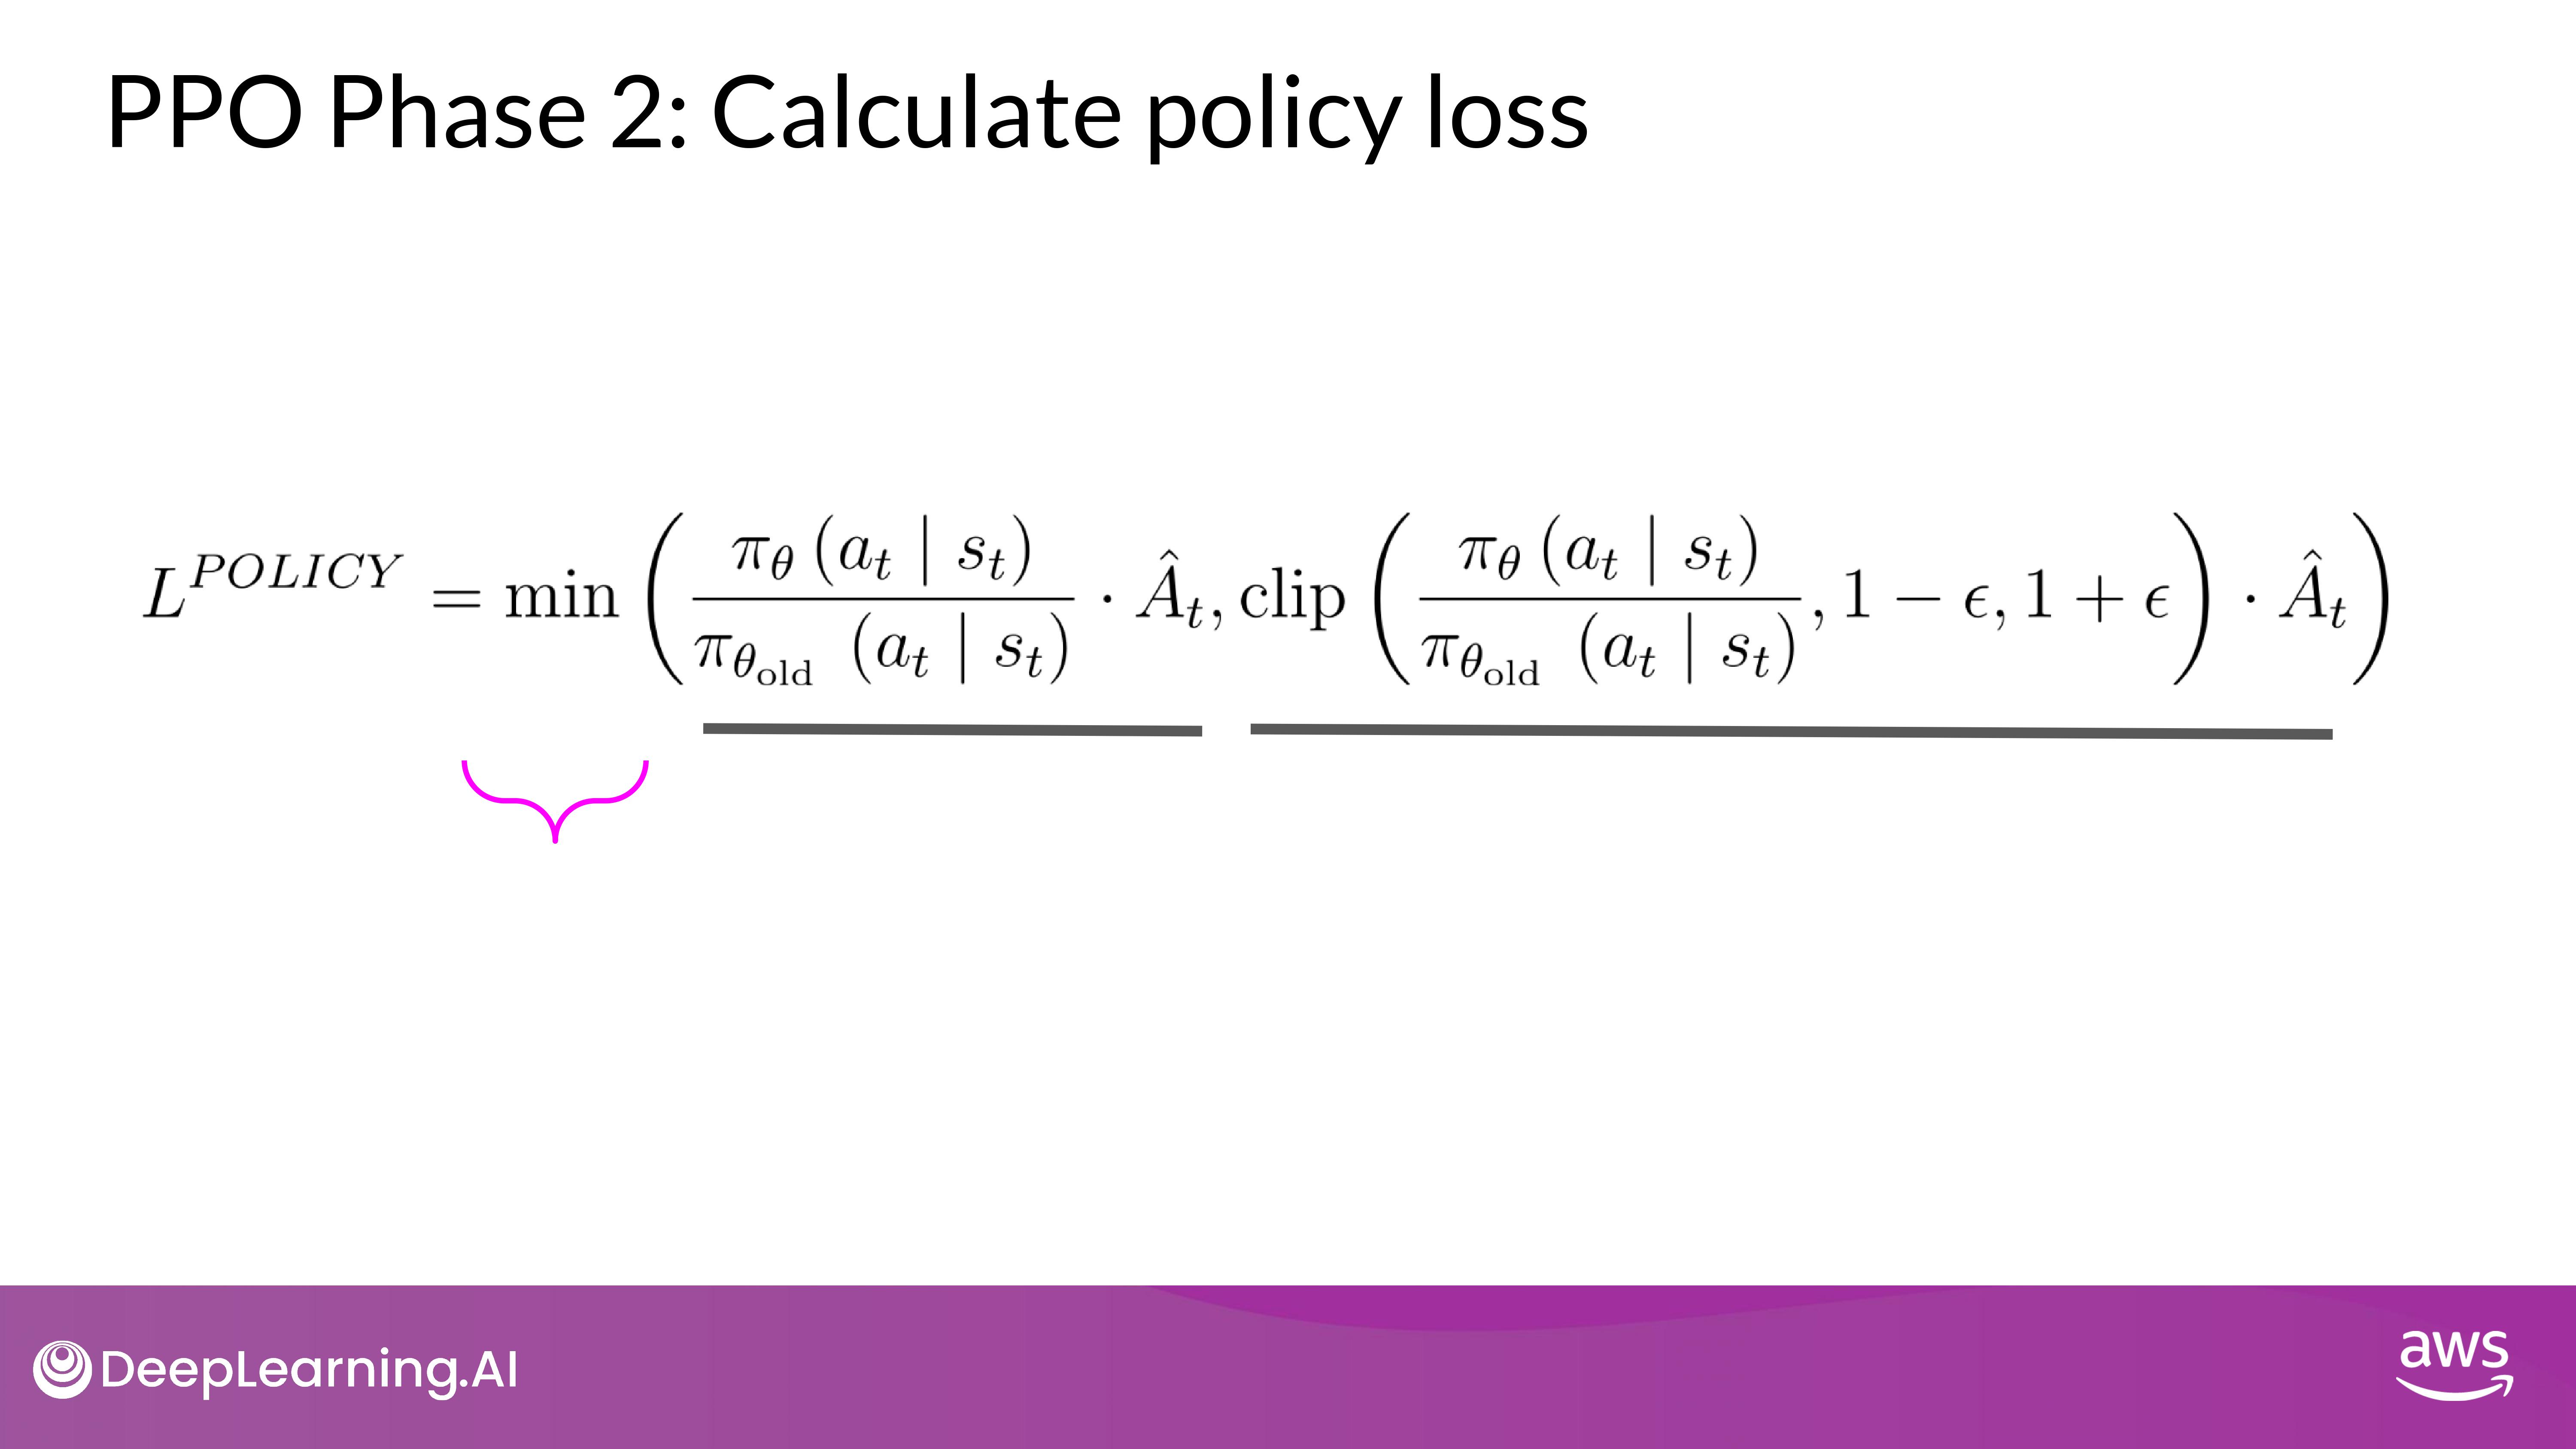 PPO Phase 2: Calculate policy loss
$L^{POLICY} = \min \left( \frac{\pi_\theta (a_t \mid s_t)}{\pi_{\theta_{\text{old}}} (a_t \mid s_t)} \cdot \hat{A}_t, \text{clip} \left( \frac{\pi_\theta (a_t \mid s_t)}{\pi_{\theta_{\text{old}}} (a_t \mid s_t)}, 1 - \epsilon, 1 + \epsilon \right) \cdot \hat{A}_t \right)$
DeepLearning.AI
aws